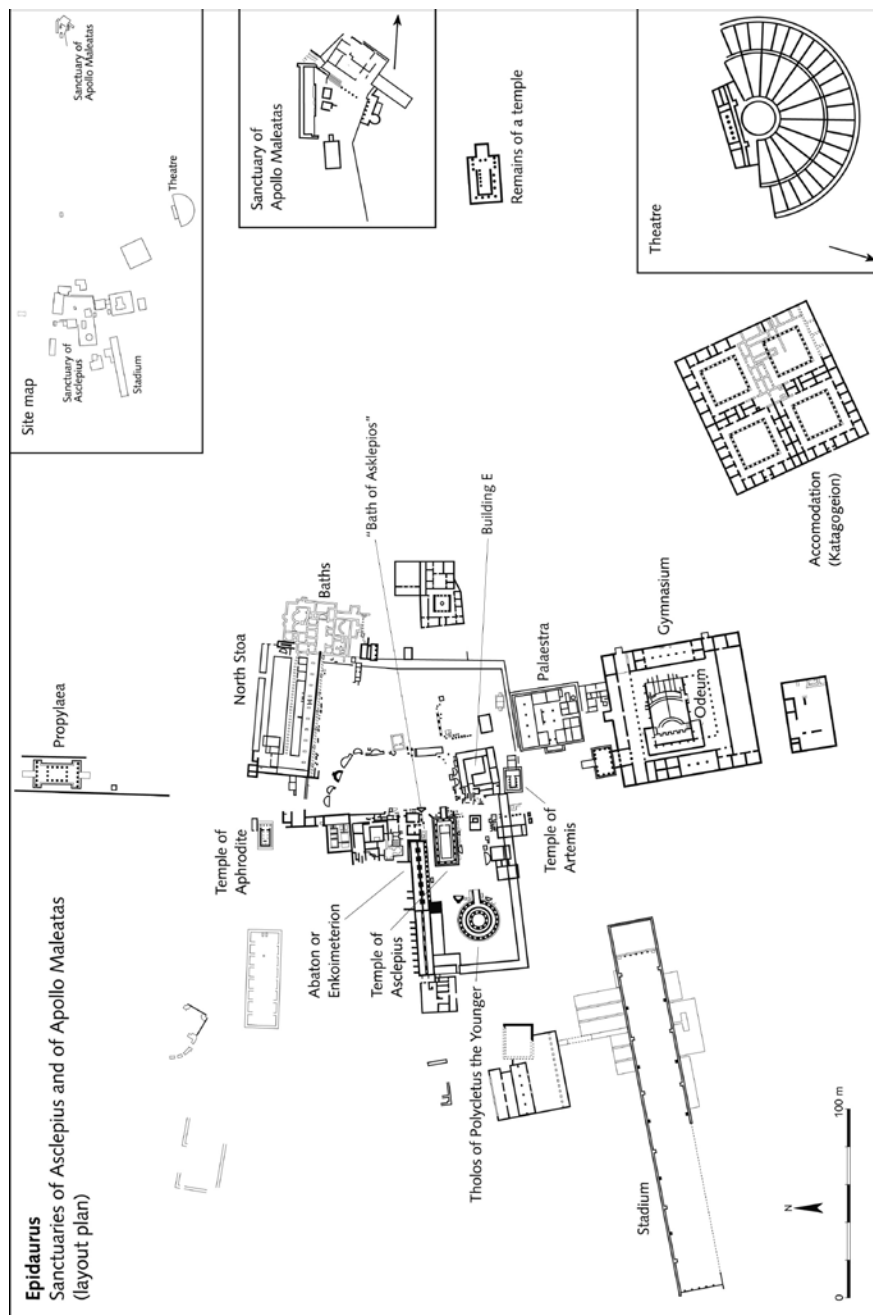 Epidaurus
Sanctuaries of Asclepius and of Apollo Maleatas
(layout plan)
Propylaea
Site map
Sanctuary of
Asclepius
Stadium
Theatre
Sanctuary of
Apollo Maleatas
Sanctuary of
Apollo Maleatas
Remains of a temple
Theatre
Temple of
Aphrodite
North Stoa
Baths
Abaton or
Enkoimeterion
Temple of
Asclepius
"Bath of Asklepios"
Building E
Tholos of Polycletus the Younger
Temple of
Artemis
Palaestra
Gymnasium
Odeum
Accomodation
(Katagogeion)
Stadium
N
0
100 m